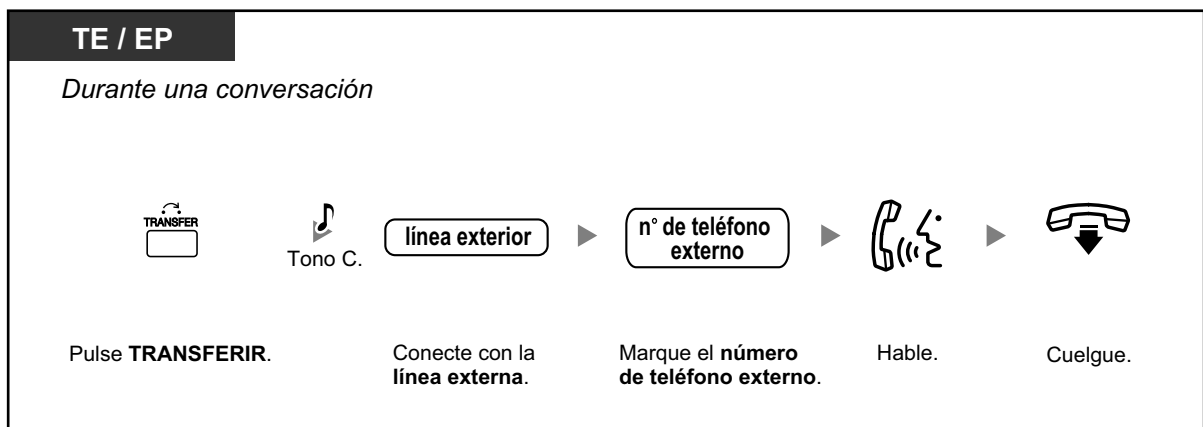 TE / EP
Durante una conversación
TRANSFER
Tono C.
línea exterior
n° de teléfono
externo
Pulse TRANSFERIR.
Conecte con la
línea externa.
Marque el número
de teléfono externo.
Hable.
Cuelgue.